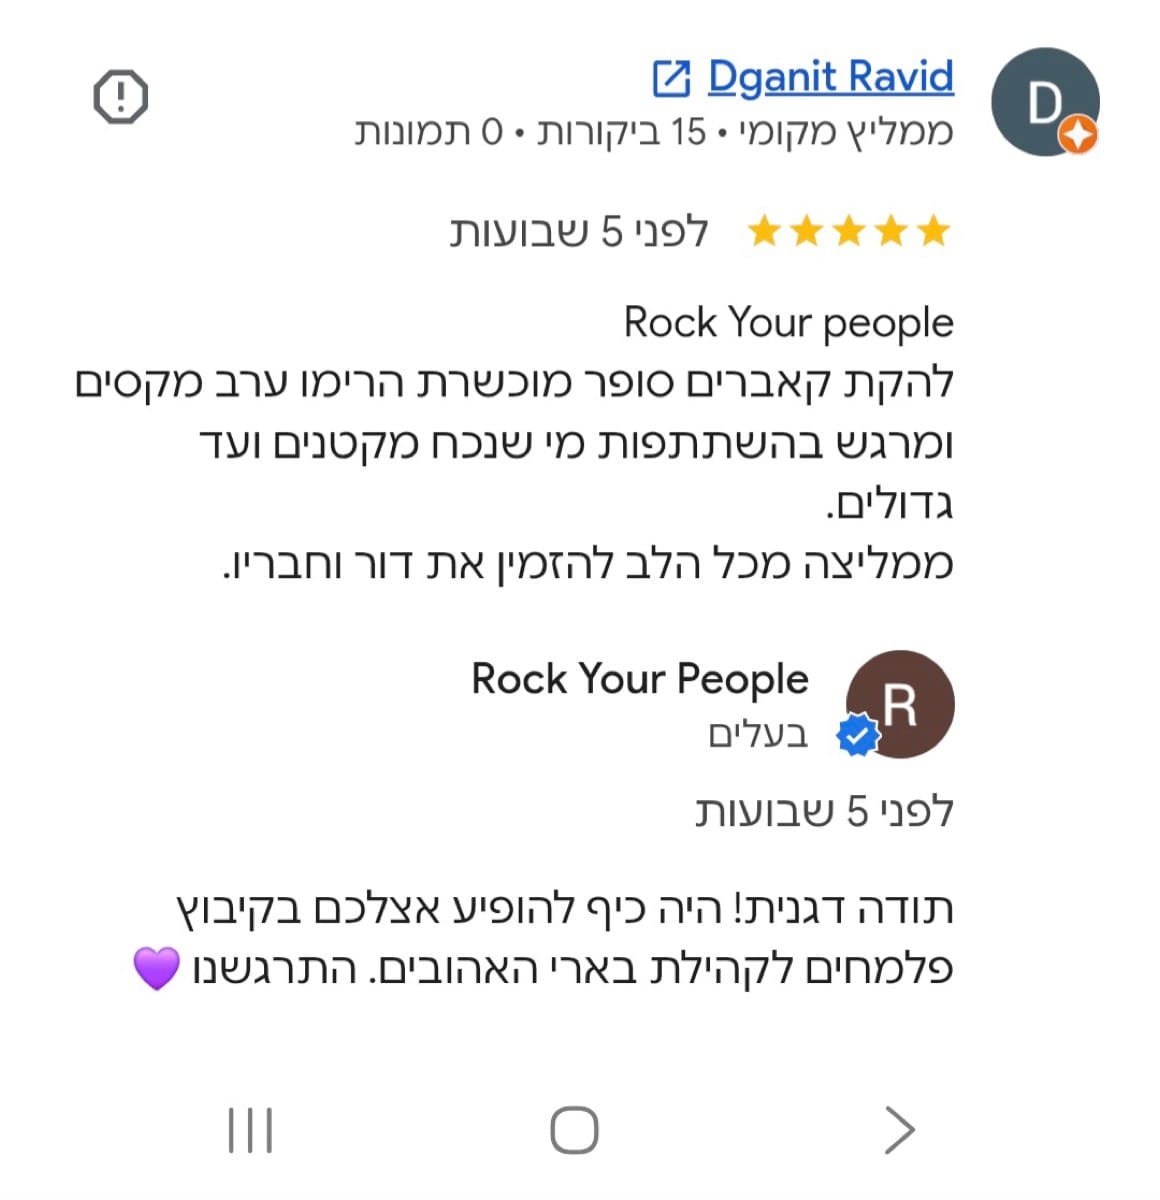 Dganit Ravid
ממליץ מקומי • 15 ביקורות • 0 תמונות
לפני 5 שבועות
Rock Your people
להקת קאברים סופר מוכשרת הרימו ערב מקסים
ומרגש בהשתתפות מי שנכח מקטנים ועד
גדולים.
ממליצה מכל הלב להזמין את דור וחבריו.
Rock Your People
בעלים
לפני 5 שבועות
תודה דגנית! היה כיף להופיע אצלכם בקיבוץ
פלמחים לקהילת בארי האהובים. התרגשנו 💜
D
R